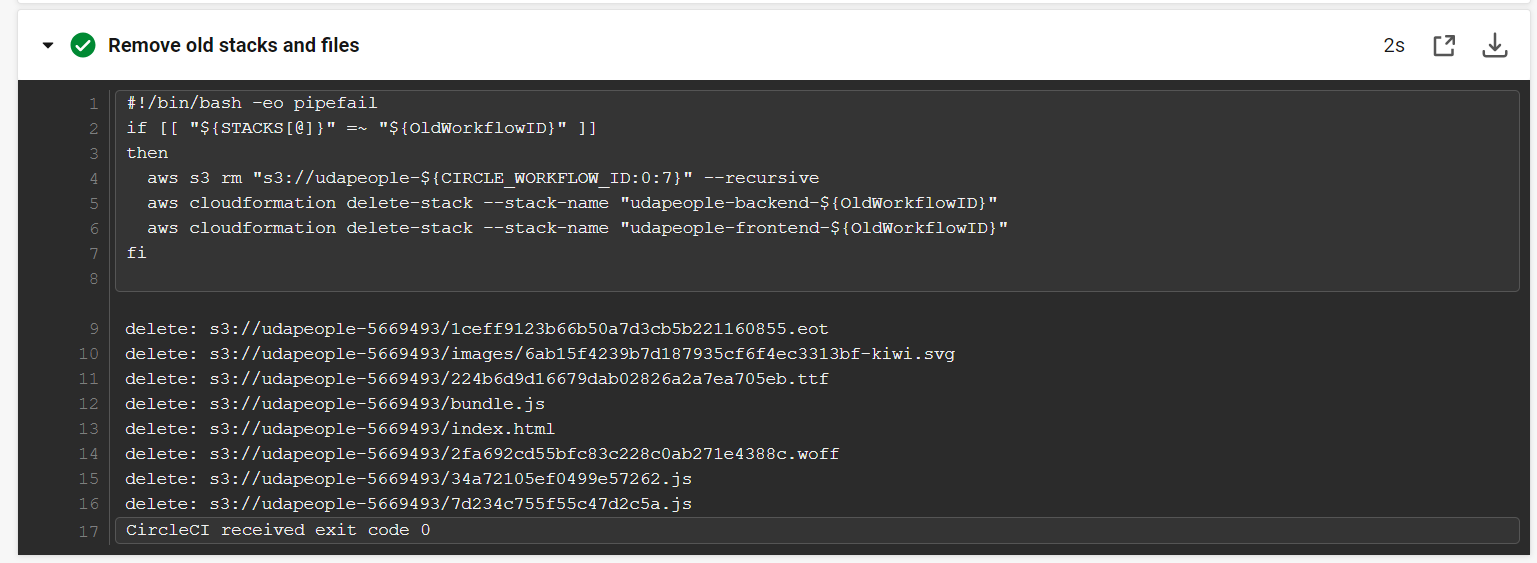 Remove old stacks and files 2s
1 #!/bin/bash -eo pipefail
2 if [[ "${STACKS[@]}" =~ "${OldWorkflowID}" ]]
3 then
4 aws s3 rm "s3://udapeople-${CIRCLE_WORKFLOW_ID:0:7}" --recursive
5 aws cloudformation delete-stack --stack-name "udapeople-backend-${OldWorkflowID}"
6 aws cloudformation delete-stack --stack-name "udapeople-frontend-${OldWorkflowID}"
7 fi
8
9 delete: s3://udapeople-5669493/1ceff9123b66b50a7d3cb5b221160855.eot
10 delete: s3://udapeople-5669493/images/6ab15f4239b7d187935cf6f4ec3313bf-kiwi.svg
11 delete: s3://udapeople-5669493/224b6d9d16679dab02826a2a7ea705eb.ttf
12 delete: s3://udapeople-5669493/bundle.js
13 delete: s3://udapeople-5669493/index.html
14 delete: s3://udapeople-5669493/2fa692cd55bfc83c228c0ab271e4388c.woff
15 delete: s3://udapeople-5669493/34a72105ef0499e57262.js
16 delete: s3://udapeople-5669493/7d234c755f55c47d2c5a.js
17 CircleCI received exit code 0